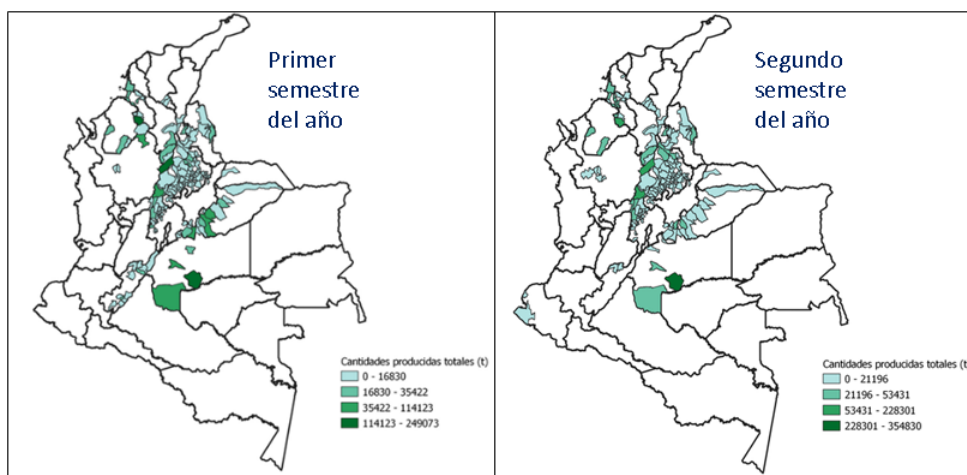 Primer
semestre
del año
Cantidades producidas totales (t)
0 - 16830
16830 - 35422
35422 - 114123
114123 - 249073
Segundo
semestre
del año
Cantidades producidas totales (t)
0 - 21196
21196 - 53431
53431 - 228301
228301 - 354830